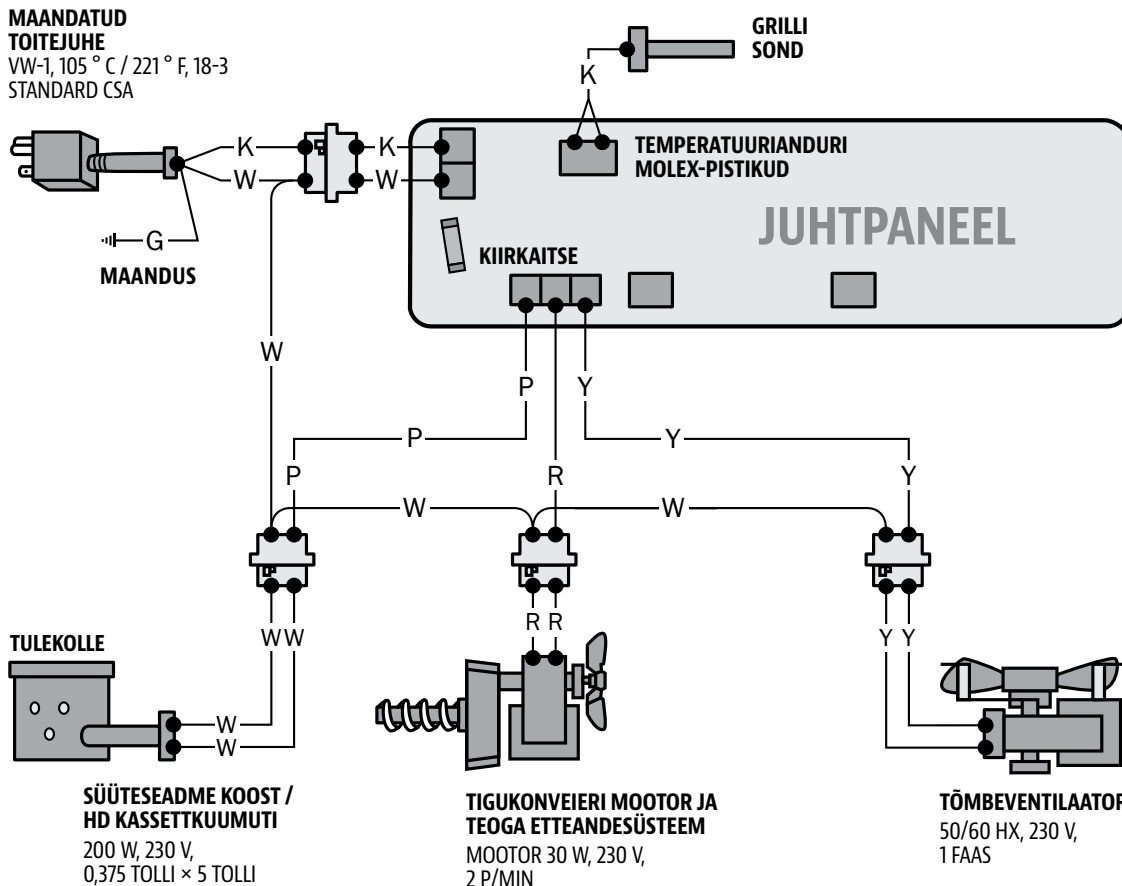 MAANDATUD
TOITEJUHE
VW-1, 105 ° C / 221 ° F, 18-3
STANDARD CSA
GRILLI
SOND
K
TEMPERATUURIANDURI
MOLEX-PISTIKUD
K
K
W
W
G
MAANDUS
JUHTPANEEL
KIIRKAITSE
W
P
Y
P
Y
P
R
Y
W
W
W W
R R
Y Y
TULEKOLLE
W
W
SÜÜTESEADME KOOST /
HD KASSETTKUUMUTI
200 W, 230 V,
0,375 TOLLI × 5 TOLLI
TIGUKONVEIERI MOOTOR JA
TEOGA ETTEANDESÜSTEEM
MOOTOR 30 W, 230 V,
2 P/MIN
TÕMBEVENTILAATOR
50/60 HX, 230 V,
1 FAAS